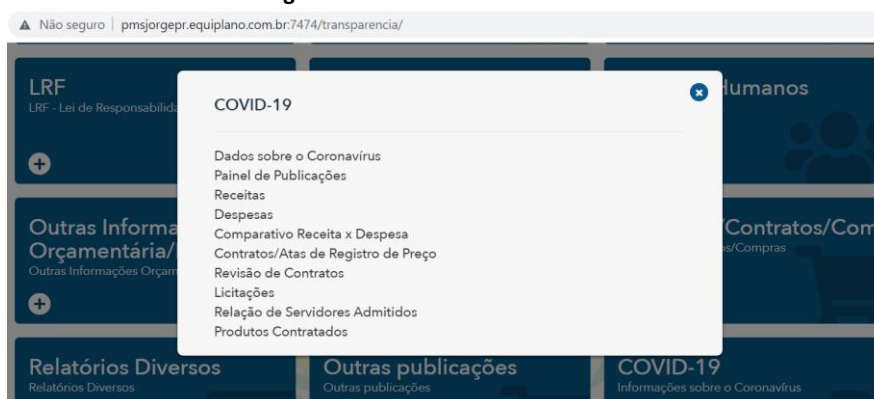 Não seguro | pmsjorgepr.equiplano.com.br:7474/transparencia/
LRF
LRF - Lei de Responsabilida
Humanos
COVID-19
Dados sobre o Coronavírus
Painel de Publicações
Receitas
Despesas
Comparativo Receita x Despesa
Contratos/Atas de Registro de Preço
Revisão de Contratos
Licitações
Relação de Servidores Admitidos
Produtos Contratados
Outras Informa
Orçamentária/
Outras Informações Orçam
/Contratos/Com
os/Compras
Relatórios Diversos
Relatórios Diversos
Outras publicações
Outras publicações
COVID-19
Informações sobre o Coronavírus